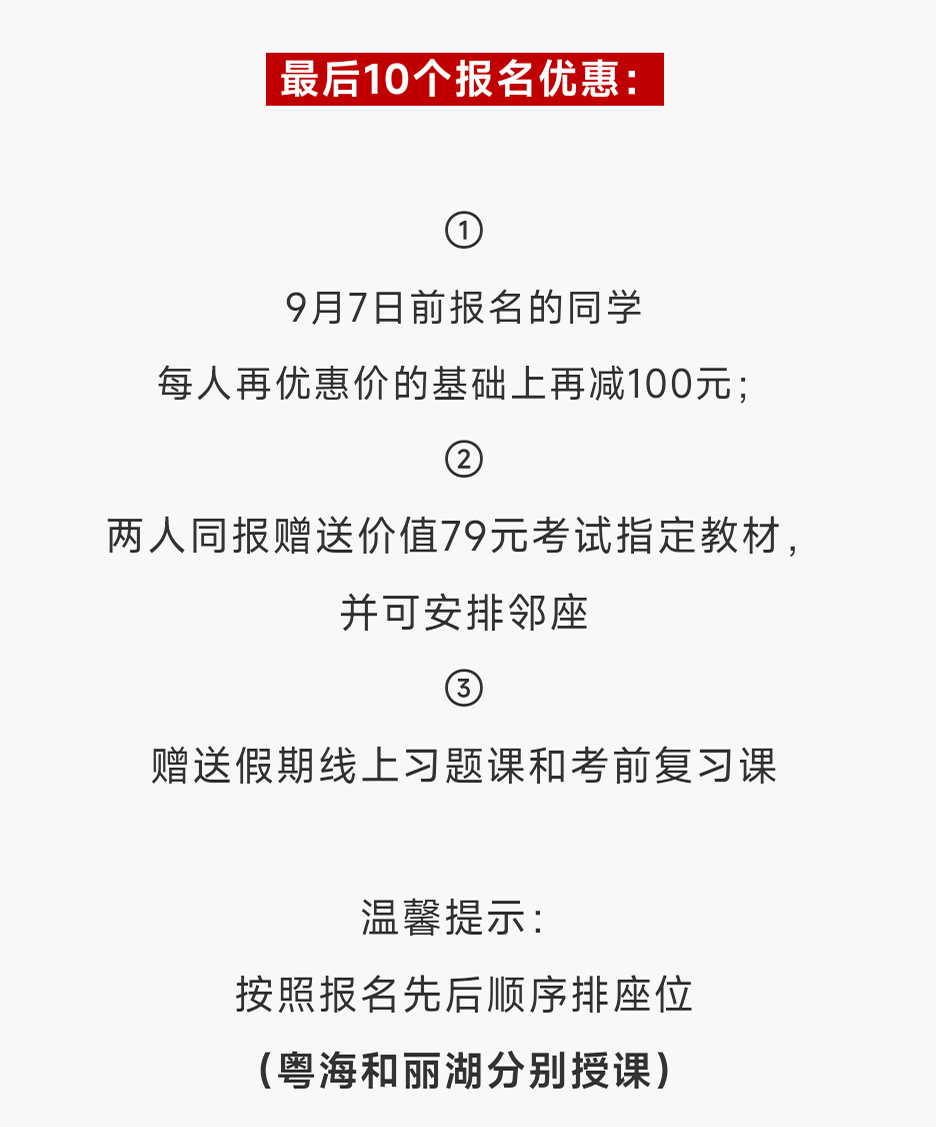 最后10个报名优惠：
①
9月7日前报名的同学
每人再优惠价的基础上再减100元；
②
两人同报赠送价值79元考试指定教材，
并可安排邻座
③
赠送假期线上习题课和考前复习课
温馨提示：
按照报名先后顺序排座位
（粤海和丽湖分别授课）